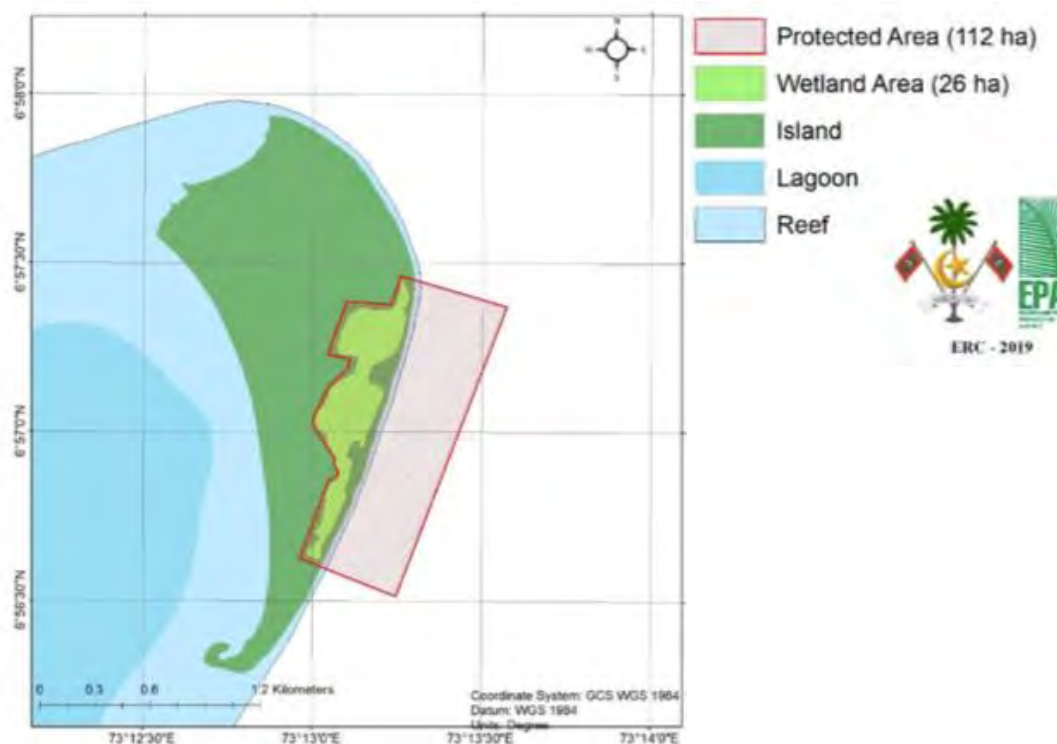 Protected Area (112 ha)
Wetland Area (26 ha)
Island
Lagoon
Reef
EPA
ERC - 2019
N
6°58'0"N
6°57'30"N
6°57'0"N
6°56'30"N
0 0.3 0.6 1.2 Kilometers
Coordinate System: GCS WGS 1984
Datum: WGS 1984
Units: Degree
73°12'30"E 73°13'0"E 73°13'30"E 73°14'0"E